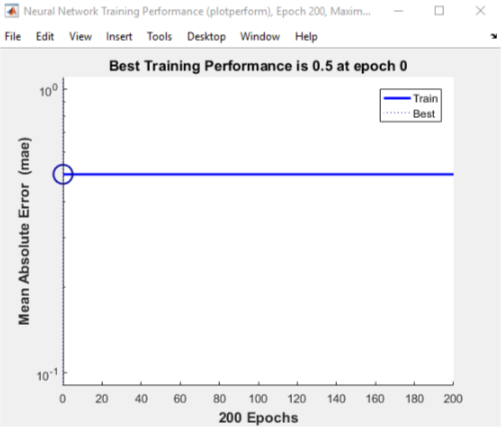 Neural Network Training Performance (plotperform), Epoch 200, Maxim...
File Edit View Insert Tools Desktop Window Help
Best Training Performance is 0.5 at epoch 0
10^0
Train
Best
Mean Absolute Error (mae)
10^-1
0 20 40 60 80 100 120 140 160 180 200
200 Epochs